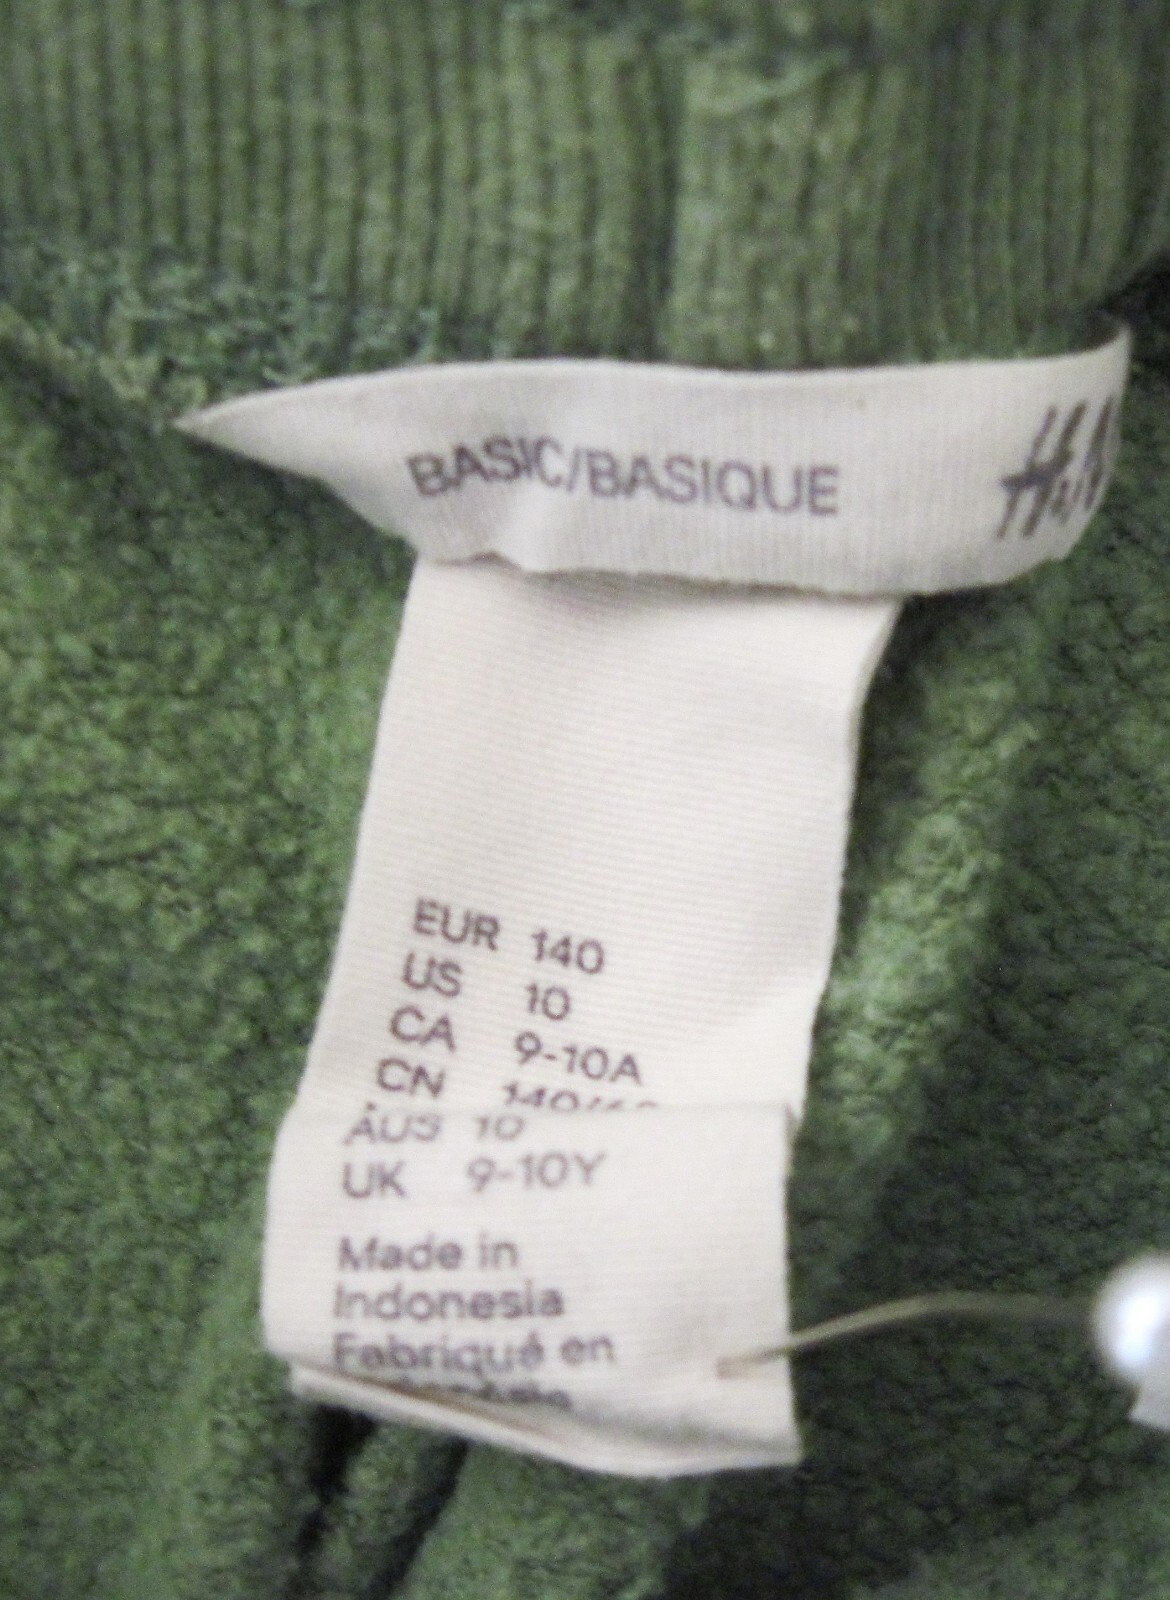 BASIC/BASIQUE
EUR 140
US 10
CA 9-10A
CN
AUS 10
UK 9-10Y
Made in
Indonesia
Fabriqué en